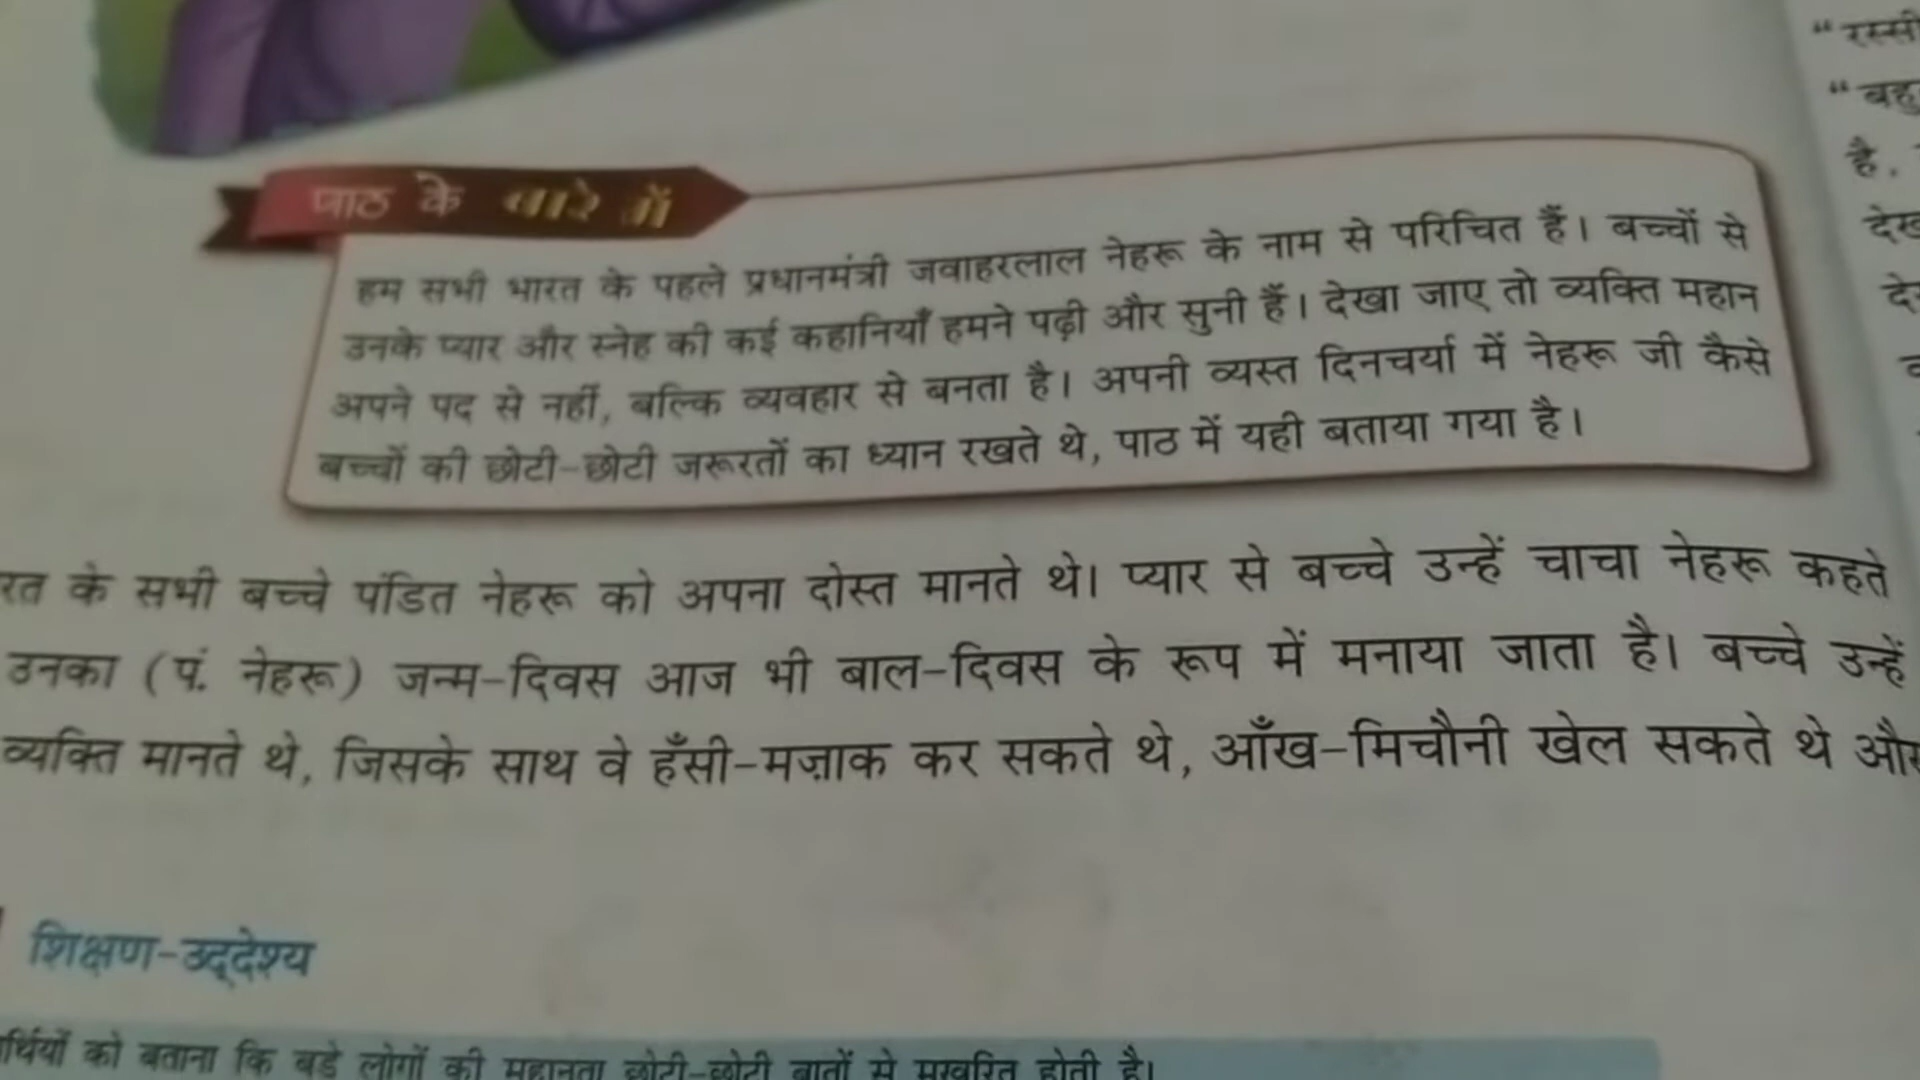 पाठ के बारे में
हम सभी भारत के पहले प्रधानमंत्री जवाहरलाल नेहरू के नाम से परिचित हैं। बच्चों से
उनके प्यार और स्नेह की कई कहानियाँ हमने पढ़ी और सुनी हैं। देखा जाए तो व्यक्ति महान
अपने पद से नहीं, बल्कि व्यवहार से बनता है। अपनी व्यस्त दिनचर्या में नेहरू जी कैसे
बच्चों की छोटी-छोटी जरूरतों का ध्यान रखते थे, पाठ में यही बताया गया है।
रत के सभी बच्चे पंडित नेहरू को अपना दोस्त मानते थे। प्यार से बच्चे उन्हें चाचा नेहरू कहते
उनका (पं. नेहरू) जन्म-दिवस आज भी बाल-दिवस के रूप में मनाया जाता है। बच्चे उन्हें
व्यक्ति मानते थे, जिसके साथ वे हँसी-मज़ाक कर सकते थे, आँख-मिचौनी खेल सकते थे और
शिक्षण-उद्‌देश्य
र्थियों को बताना कि बड़े लोगों की महानता छोटी-छोटी बातों से मुखरित होती है।
"रस्सी
"बहु
है,
देख